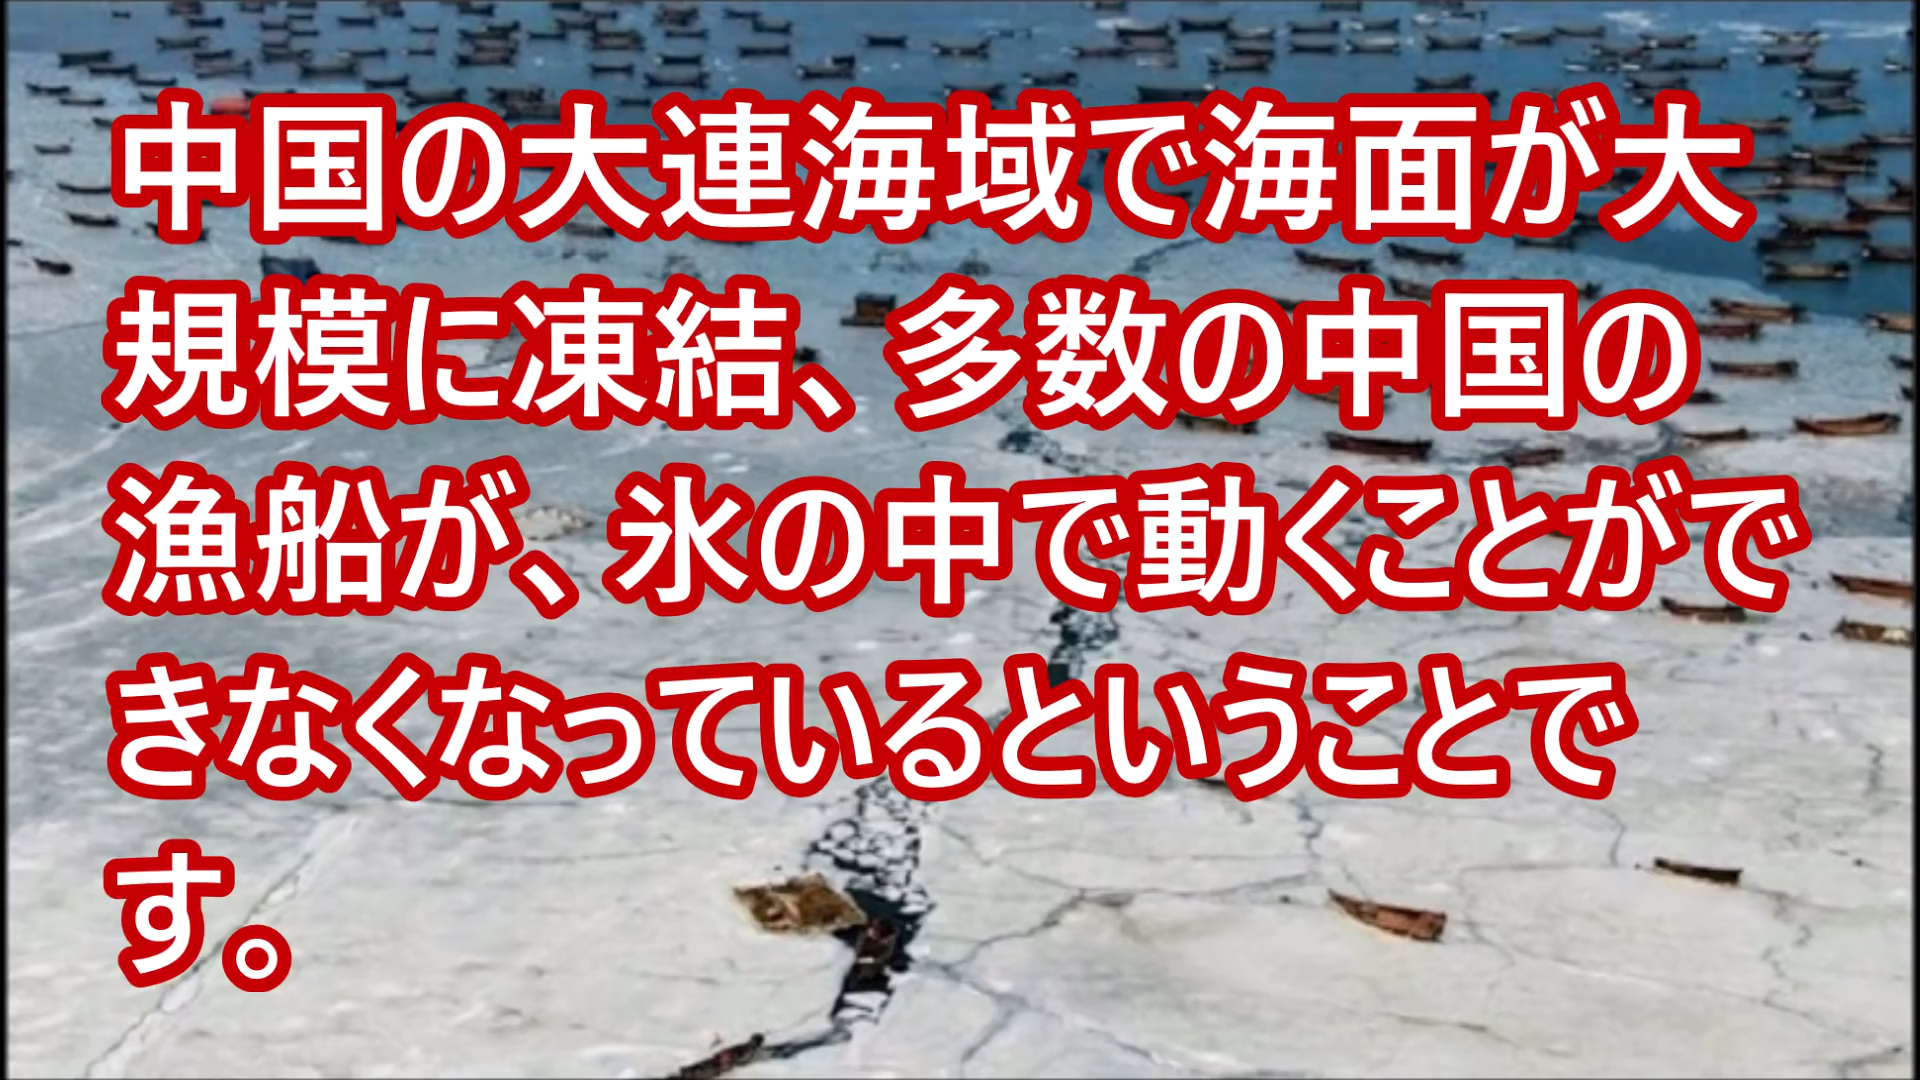 中国の大連海域で海面が大
規模に凍結、多数の中国の
漁船が、氷の中で動くことがで
きなくなっているということで
す。